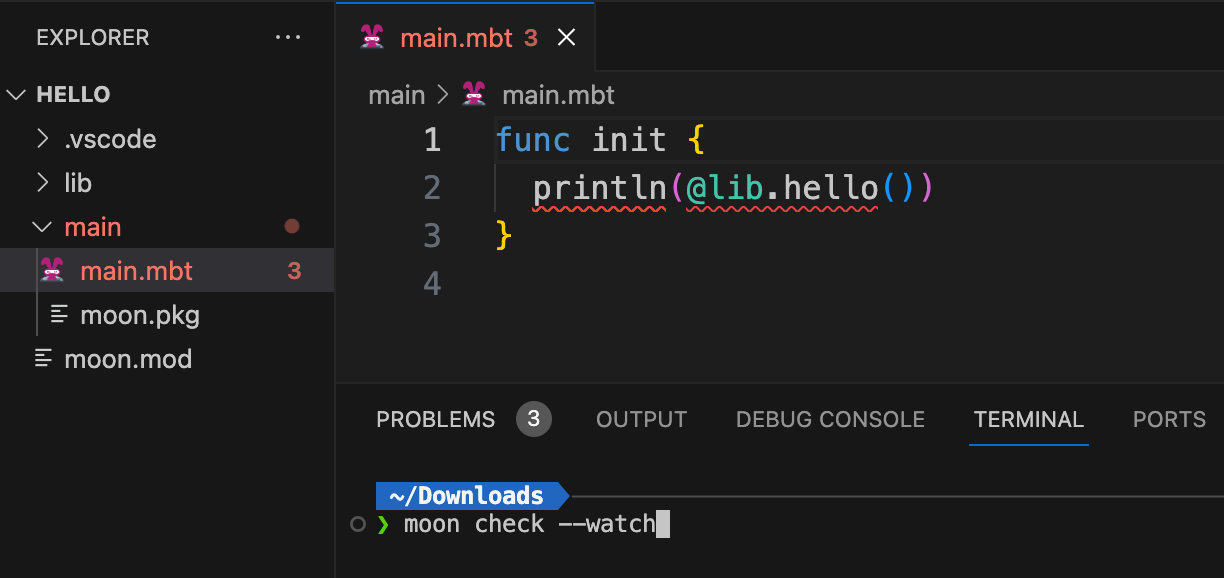 EXPLORER ...
HELLO
.vscode
lib
main
main.mbt 3
moon.pkg
moon.mod
main.mbt 3
main > main.mbt
1 func init {
2 println(@lib.hello())
3 }
4
PROBLEMS 3 OUTPUT DEBUG CONSOLE TERMINAL PORTS
~/Downloads
❯ moon check --watch